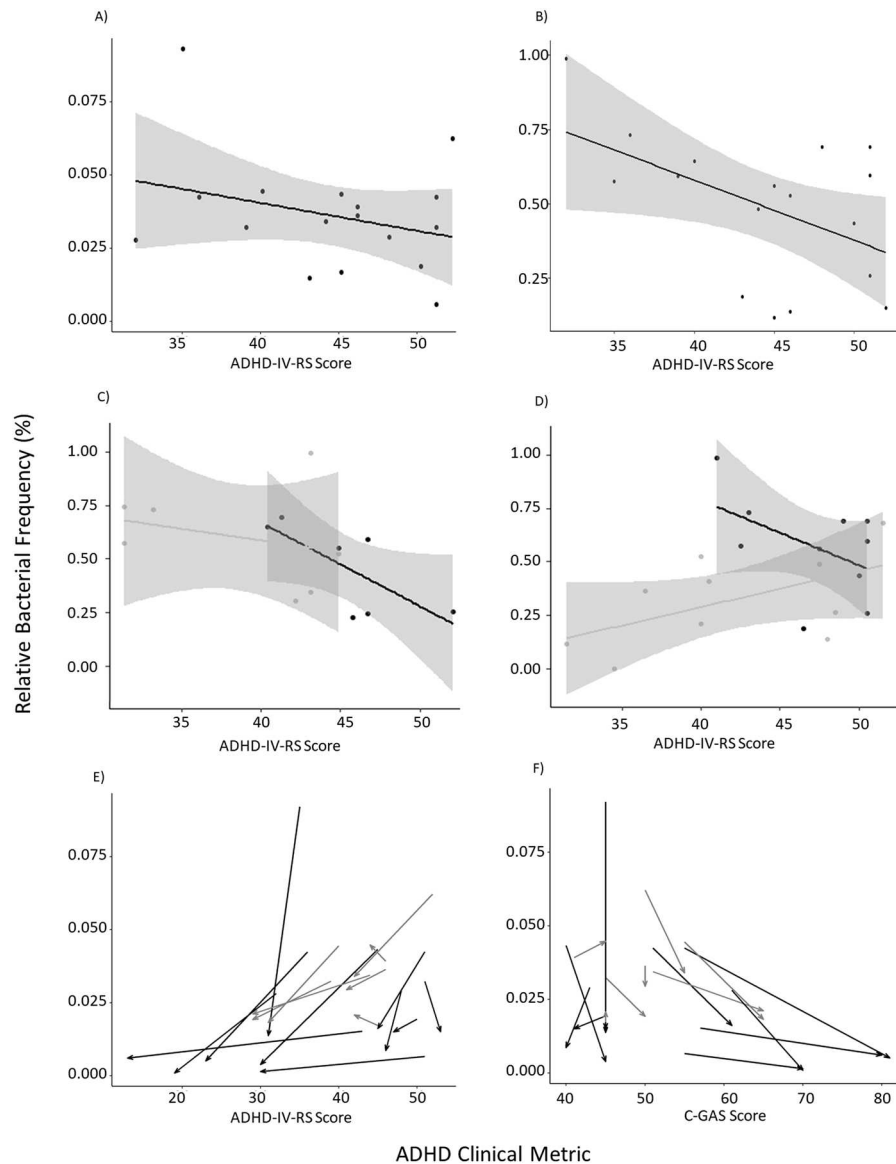 A)
0.075
0.050
0.025
0.000
35 40 45 50
ADHD-IV-RS Score
B)
1.00
0.75
0.50
0.25
35 40 45 50
ADHD-IV-RS Score
C)
1.00
0.75
0.50
0.25
0.00
35 40 45 50
ADHD-IV-RS Score
D)
1.00
0.75
0.50
0.25
0.00
35 40 45 50
ADHD-IV-RS Score
Relative Bacterial Frequency (%)
E)
0.075
0.050
0.025
0.000
20 30 40 50
ADHD-IV-RS Score
F)
0.075
0.050
0.025
0.000
40 50 60 70 80
C-GAS Score
ADHD Clinical Metric